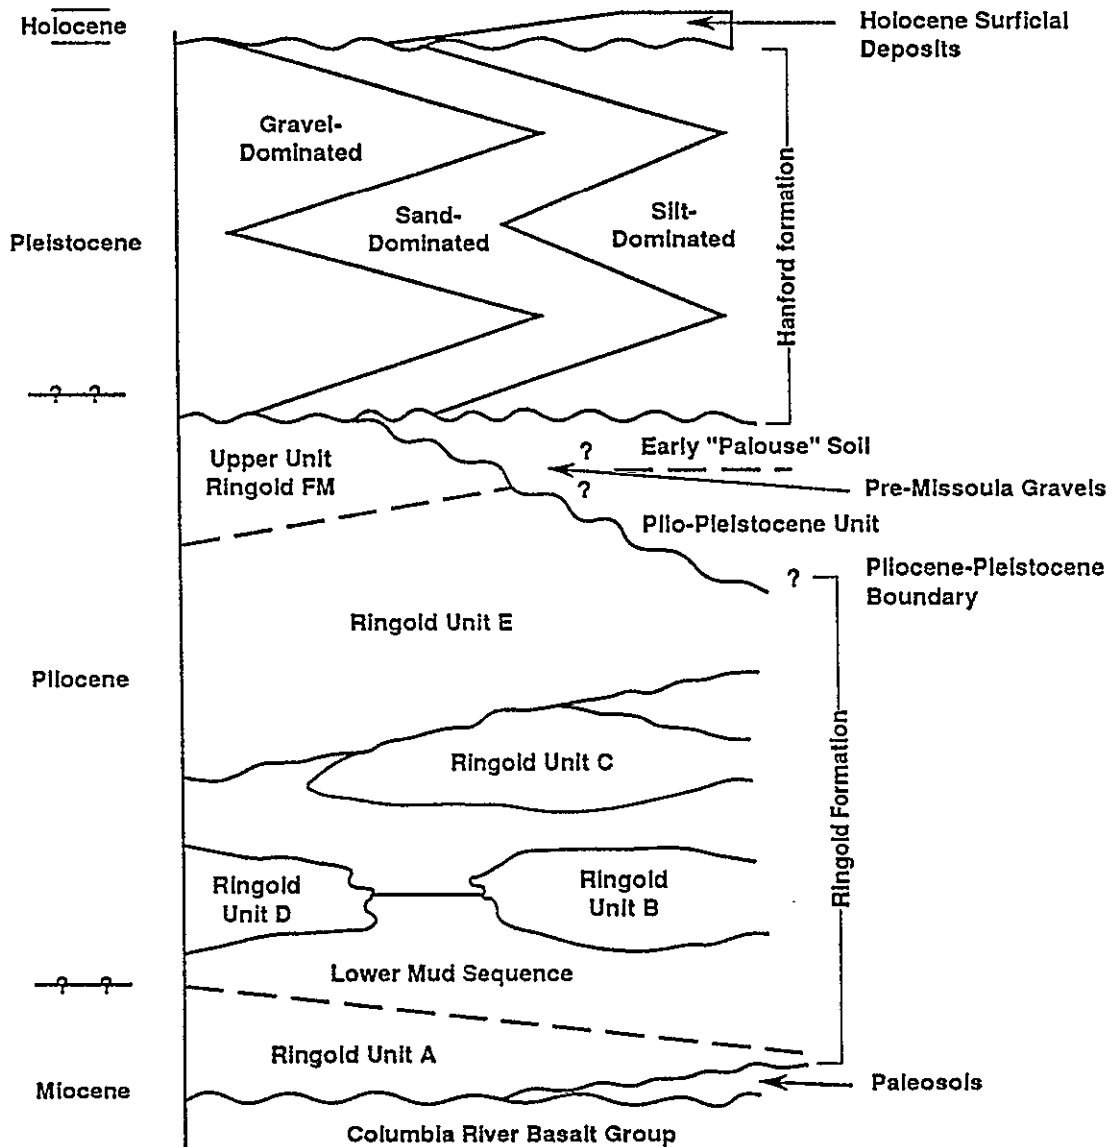 Holocene
Holocene Surficial
Deposits
Gravel-
Dominated
Sand-
Dominated
Silt-
Dominated
Hanford formation
Pleistocene
? ?
Upper Unit
Ringold FM
? Early "Palouse" Soil
Pre-Missoula Gravels
?
Plio-Pleistocene Unit
? Pliocene-Pleistocene
Boundary
Ringold Unit E
Pliocene
Ringold Unit C
Ringold Formation
Ringold
Unit D
Ringold
Unit B
Lower Mud Sequence
? ?
Ringold Unit A
Miocene
Paleosols
Columbia River Basalt Group